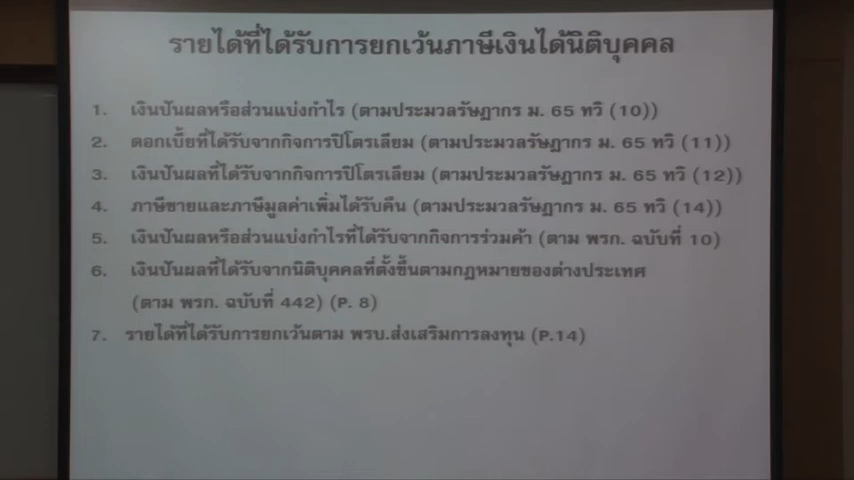 รายได้ที่ได้รับการยกเว้นภาษีเงินได้นิติบุคคล
1. เงินปันผลหรือส่วนแบ่งกำไร (ตามประมวลรัษฎากร ม. 65 ทวิ (10))
2. ดอกเบี้ยที่ได้รับจากกิจการปิโตรเลียม (ตามประมวลรัษฎากร ม. 65 ทวิ (11))
3. เงินปันผลที่ได้รับจากกิจการปิโตรเลียม (ตามประมวลรัษฎากร ม. 65 ทวิ (12))
4. ภาษีขายและภาษีมูลค่าเพิ่มได้รับคืน (ตามประมวลรัษฎากร ม. 65 ทวิ (14))
5. เงินปันผลหรือส่วนแบ่งกำไรที่ได้รับจากกิจการร่วมค้า (ตาม พรก. ฉบับที่ 10)
6. เงินปันผลที่ได้รับจากนิติบุคคลที่ตั้งขึ้นตามกฎหมายของต่างประเทศ
(ตาม พรก. ฉบับที่ 442) (P. 8)
7. รายได้ที่ได้รับการยกเว้นตาม พรบ.ส่งเสริมการลงทุน (P.14)